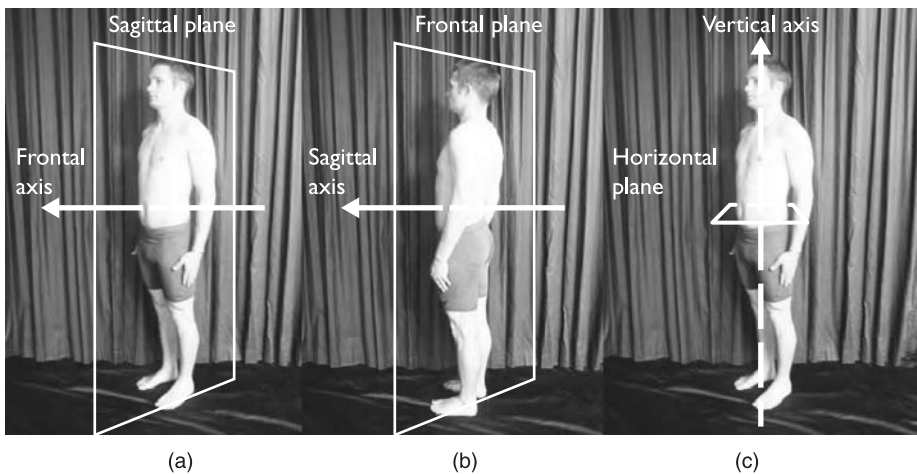 Sagittal plane
Frontal
axis
Frontal plane
Sagittal
axis
Vertical axis
Horizontal
plane
(a)
(b)
(c)